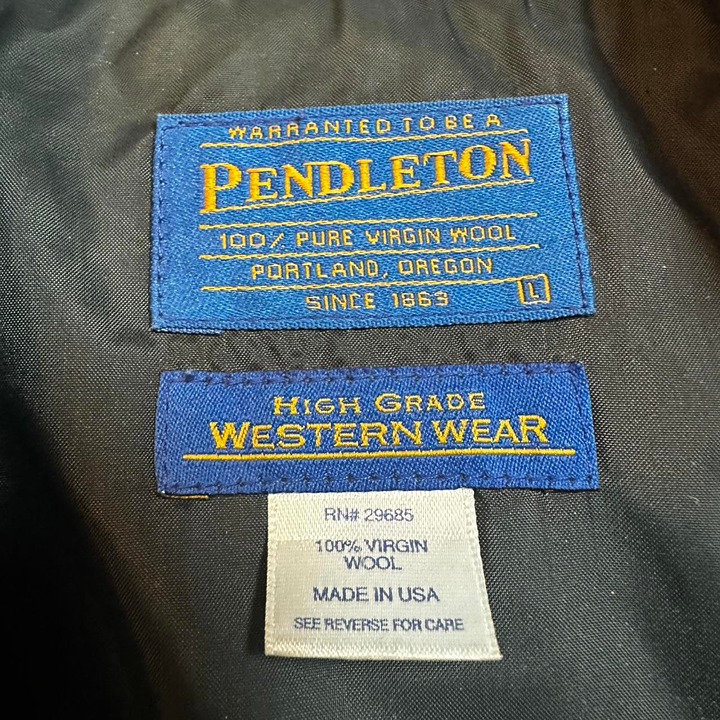 WARRANTED TO BE A
PENDLETON
100% PURE VIRGIN WOOL
PORTLAND, OREGON
SINCE 1863 L
HIGH GRADE
WESTERN WEAR
RN# 29685
100% VIRGIN
WOOL
MADE IN USA
SEE REVERSE FOR CARE